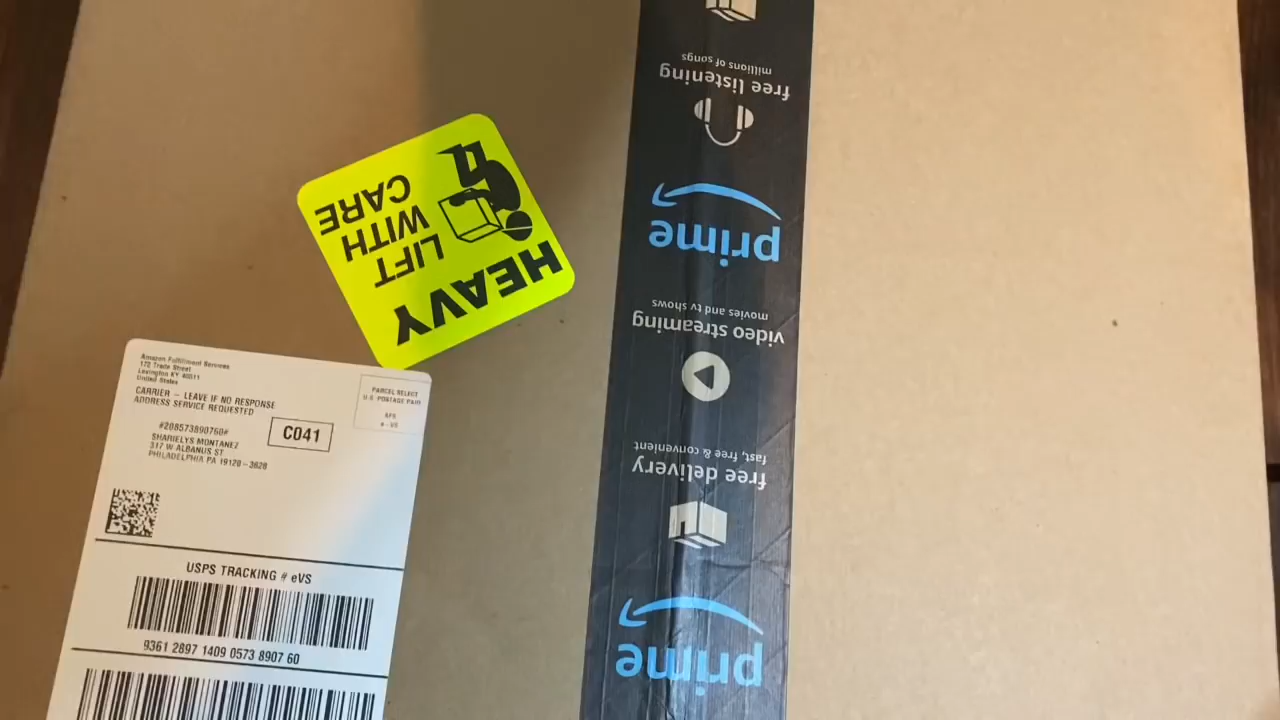 free listening
millions of songs
prime
video streaming
movies and tv shows
free delivery
fast, free & convenient
prime
HEAVY
LIFT
WITH
CARE
Amazon Fulfillment Services
172 Trade Street
Lexington KY 40511
United States
CARRIER – LEAVE IF NO RESPONSE
ADDRESS SERVICE REQUESTED
PARCEL SELECT
U.S. POSTAGE PAID
e-VS
#208573890760#
C041
SHARIELYS MONTANEZ
317 W ALBANUS ST
PHILADELPHIA PA 19120-3628
USPS TRACKING # eVS
9361 2897 1409 0573 8907 60